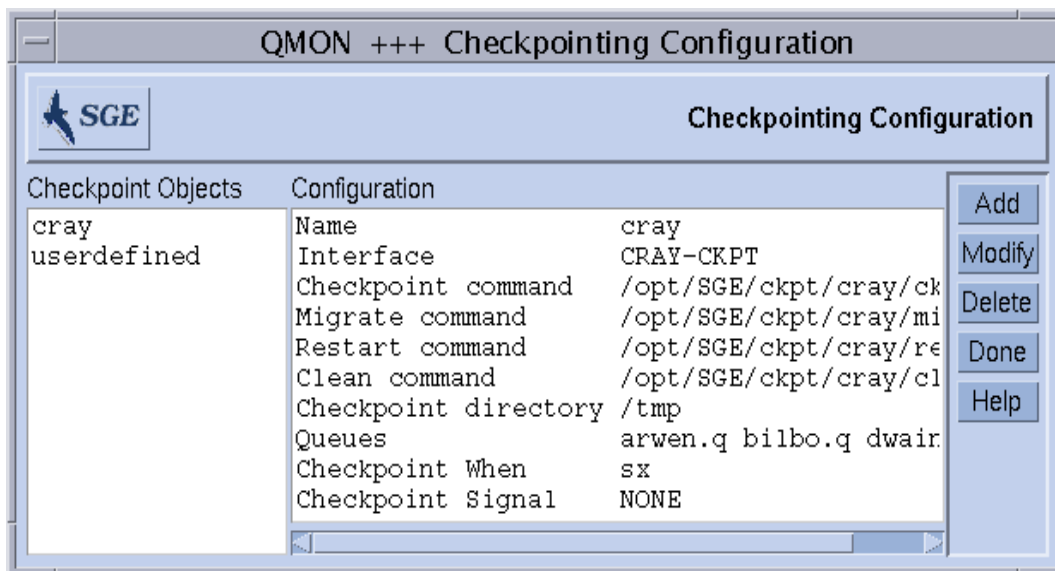 QMON +++ Checkpointing Configuration
SGE
Checkpointing Configuration
Checkpoint Objects
cray
userdefined
Configuration
Name cray
Interface CRAY-CKPT
Checkpoint command /opt/SGE/ckpt/cray/ck
Migrate command /opt/SGE/ckpt/cray/mi
Restart command /opt/SGE/ckpt/cray/re
Clean command /opt/SGE/ckpt/cray/cl
Checkpoint directory /tmp
Queues arwen.q bilbo.q dwain
Checkpoint When sx
Checkpoint Signal NONE
Add
Modify
Delete
Done
Help